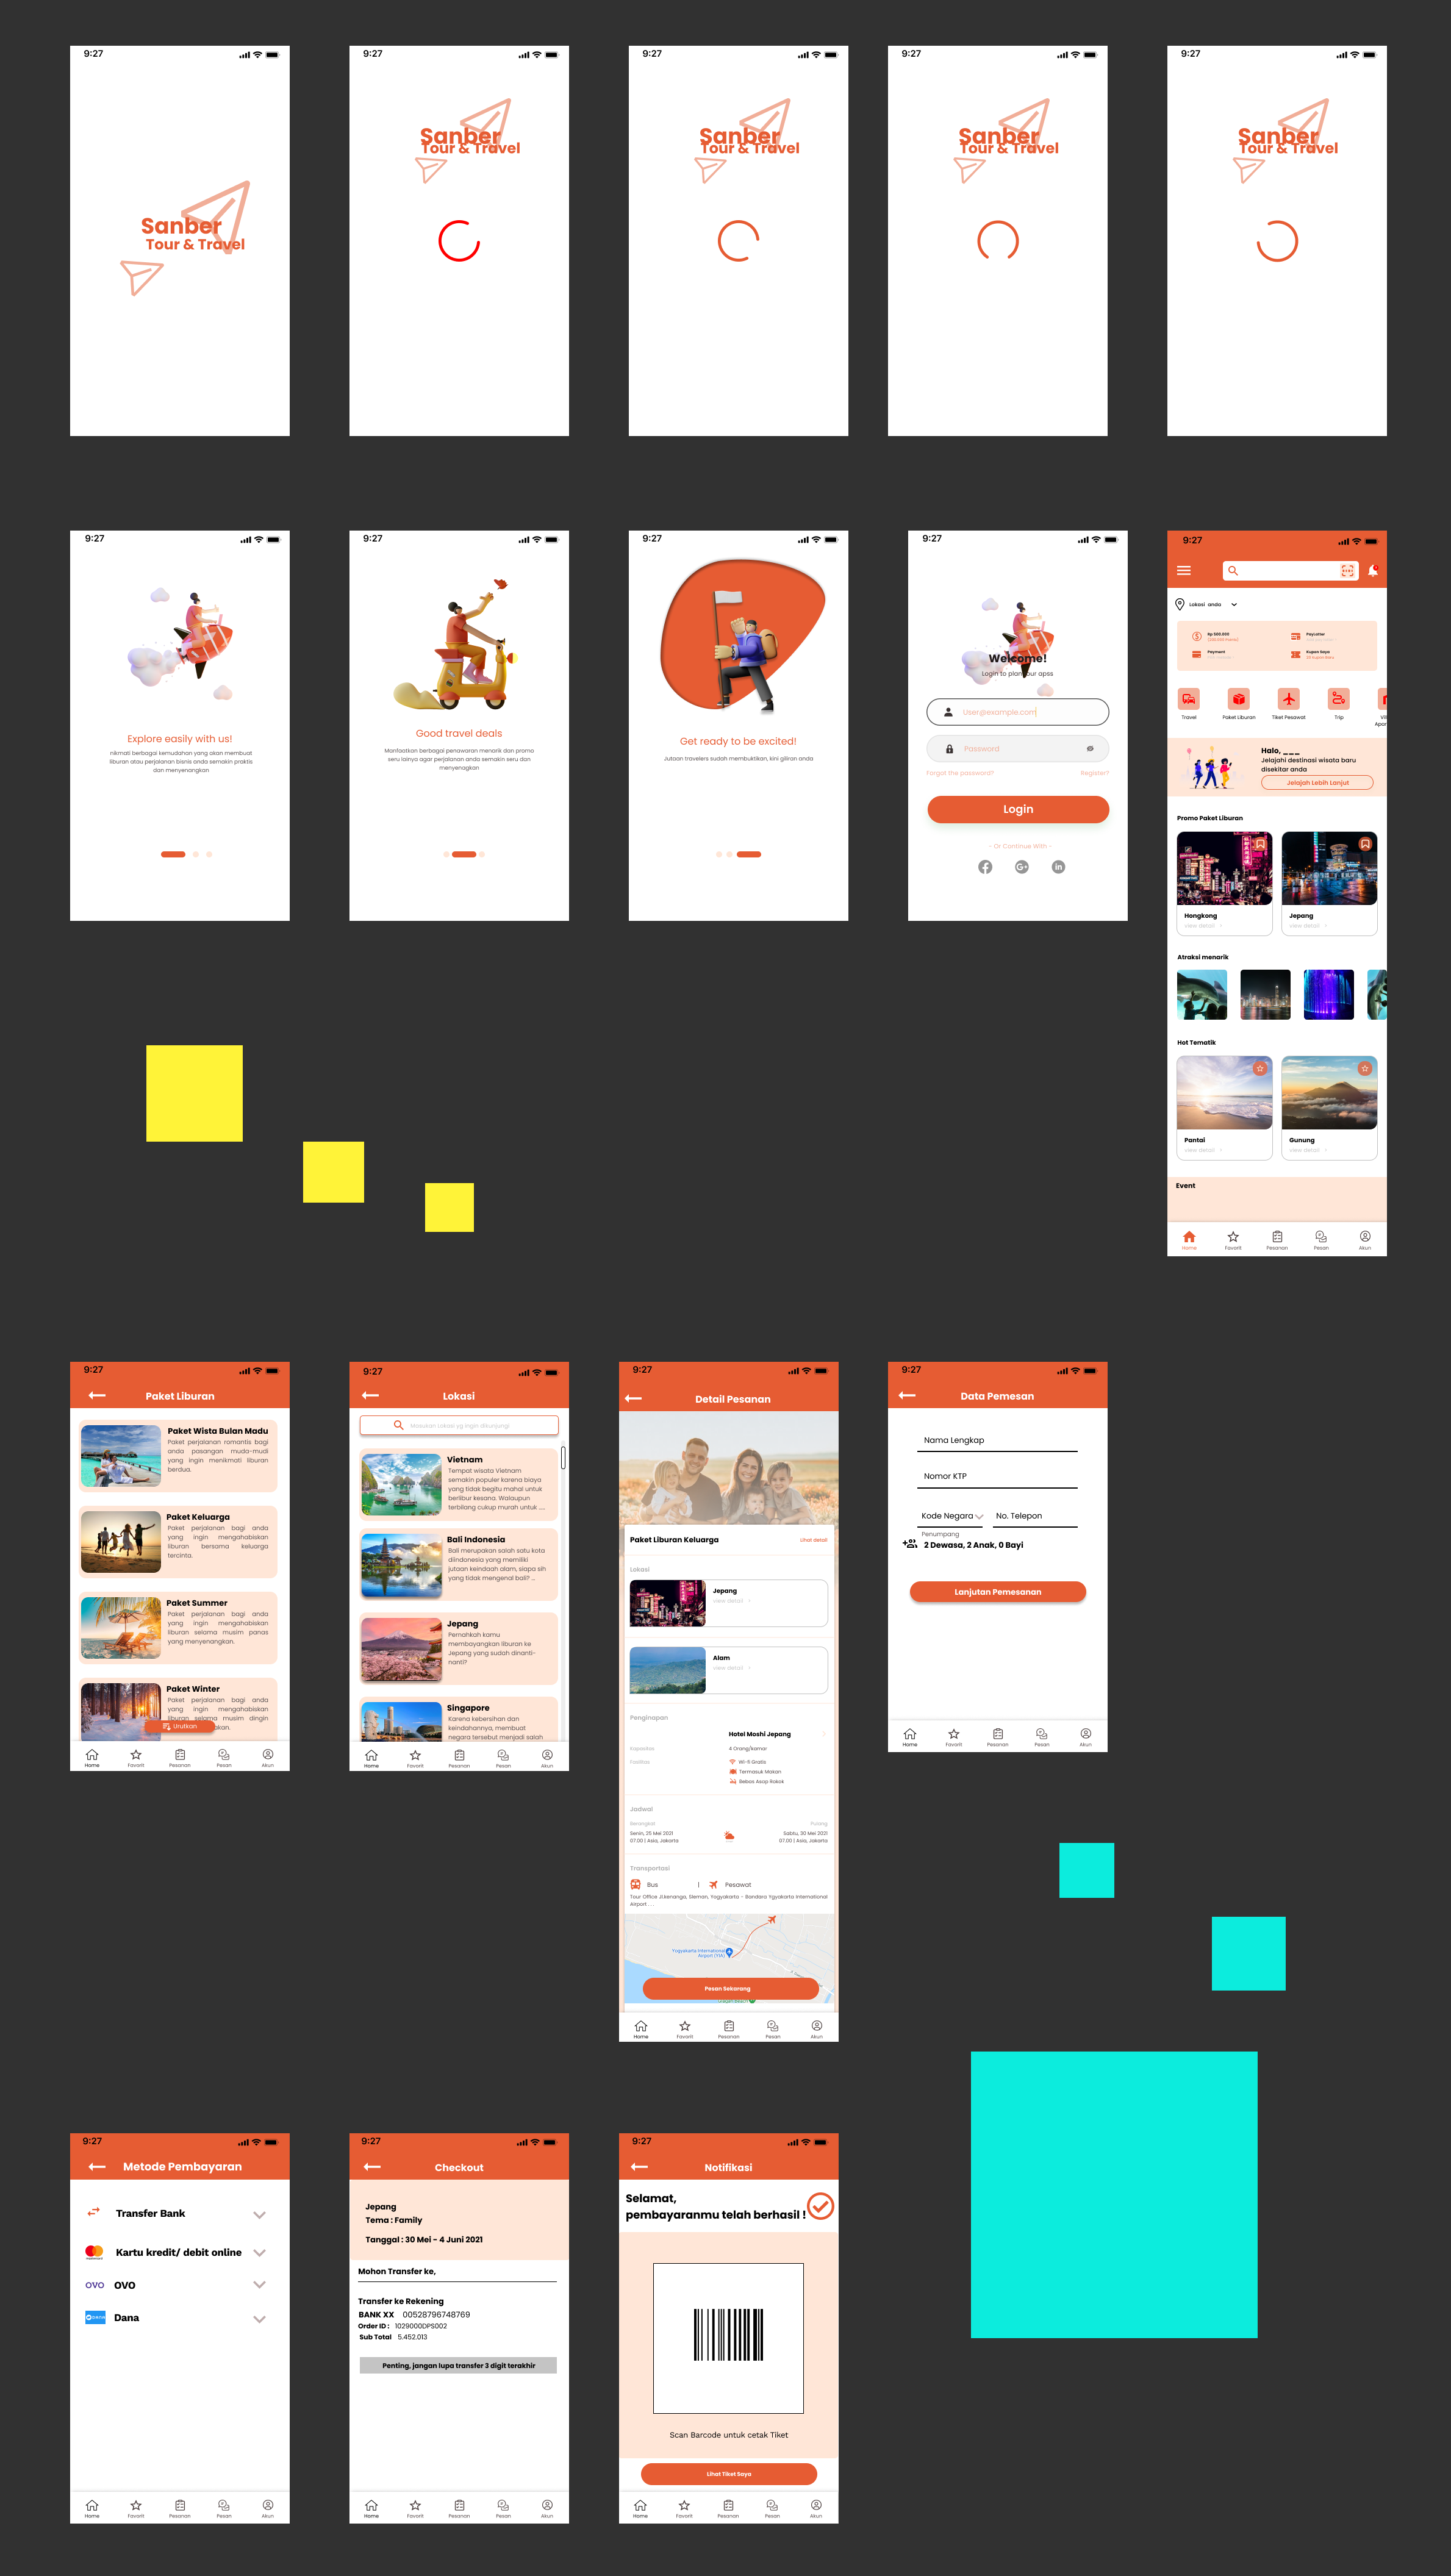 9:27
Sanber
Tour & Travel
9:27
Sanber
Tour & Travel
9:27
Sanber
Tour & Travel
9:27
Sanber
Tour & Travel
9:27
Sanber
Tour & Travel
9:27
Explore easily with us!
nikmati berbagai kemudahan yang akan membuat
liburan atau perjalanan bisnis anda semakin praktis
dan menyenangkan
9:27
Good travel deals
Manfaatkan berbagai penawaran menarik dan promo
seru lainya agar perjalanan anda semakin seru dan
menyenagkan
9:27
Get ready to be excited!
Jutaan travelers sudah membuktikan, kini giliran anda
9:27
Welcome!
Login to plan your apss
User@example.com
Password
Forgot the password?
Register?
Login
- Or Continue With -
9:27
Lokasi anda
Rp 500.000
PayLatter
Payment
Kupon Saya
Travel
Paket Liburan
Tiket Pesawat
Trip
Halo, ___
Jelajahi destinasi wisata baru
disekitar anda
Jelajah Lebih Lanjut
Promo Paket Liburan
Hongkong
view detail
Jepang
view detail
Atraksi menarik
Hot Tematik
Pantai
view detail
Gunung
view detail
Event
Home
Favorit
Pesanan
Pesan
Akun
9:27
Paket Liburan
Paket Wista Bulan Madu
Paket perjalanan romantis bagi
anda pasangan muda-mudi
yang ingin menikmati liburan
berdua.
Paket Keluarga
Paket perjalanan bagi anda
yang ingin mengahabiskan
liburan bersama keluarga
tercinta.
Paket Summer
Paket perjalanan bagi anda
yang ingin mengahabiskan
liburan selama musim panas
yang menyenangkan.
Paket Winter
Paket perjalanan bagi anda
yang ingin mengahabiskan
liburan selama musim dingin
akan.
Urutkan
Home
Favorit
Pesanan
Pesan
Akun
9:27
Lokasi
Masukan Lokasi yg ingin dikunjungi
Vietnam
Tempat wisata Vietnam
semakin populer karena biaya
yang tidak begitu mahal untuk
berlibur kesana. Walaupun
terbilang cukup murah untuk ....
Bali Indonesia
Bali merupakan salah satu kota
diindonesia yang memiliki
jutaan keindaah alam, siapa sih
yang tidak mengenal bali? ...
Jepang
Pernahkah kamu
membayangkan liburan ke
Jepang yang sudah dinanti-
nanti?
Singapore
Karena kebersihan dan
keindahannya, membuat
negara tersebut menjadi salah
Home
Favorit
Pesanan
Pesan
Akun
9:27
Detail Pesanan
Paket Liburan Keluarga
Lihat detail
Lokasi
Jepang
view detail
Alam
view detail
Penginapan
Hotel Moshi Jepang
Kapasitas
4 Orang/kamar
Fasilitas
Wi-fi Gratis
Termasuk Makan
Bebas Asap Rokok
Jadwal
Berangkat
Pulang
Senin, 25 Mei 2021
Sabtu, 30 Mei 2021
07.00 | Asia, Jakarta
07.00 | Asia, Jakarta
Transportasi
Bus | Pesawat
Tour Office Jl.kenanga, Sleman, Yogyakarta - Bandara Ygyakarta International
Airport ...
Yogyakarta International
Airport (YIA)
Pesan Sekarang
Home
Favorit
Pesanan
Pesan
Akun
9:27
Data Pemesan
Nama Lengkap
Nomor KTP
Kode Negara
No. Telepon
Penumpang
2 Dewasa, 2 Anak, 0 Bayi
Lanjutan Pemesanan
Home
Favorit
Pesanan
Pesan
Akun
9:27
Metode Pembayaran
Transfer Bank
Kartu kredit/ debit online
OVO OVO
Dana
Home
Favorit
Pesanan
Pesan
Akun
9:27
Checkout
Jepang
Tema : Family
Tanggal : 30 Mei - 4 Juni 2021
Mohon Transfer ke,
Transfer ke Rekening
BANK XX 00528796748769
Order ID : 1029000DPS002
Sub Total 5.452.013
Penting, jangan lupa transfer 3 digit terakhir
Home
Favorit
Pesanan
Pesan
Akun
9:27
Notifikasi
Selamat,
pembayaranmu telah berhasil !
Scan Barcode untuk cetak Tiket
Lihat Tiket Saya
Home
Favorit
Pesanan
Pesan
Akun